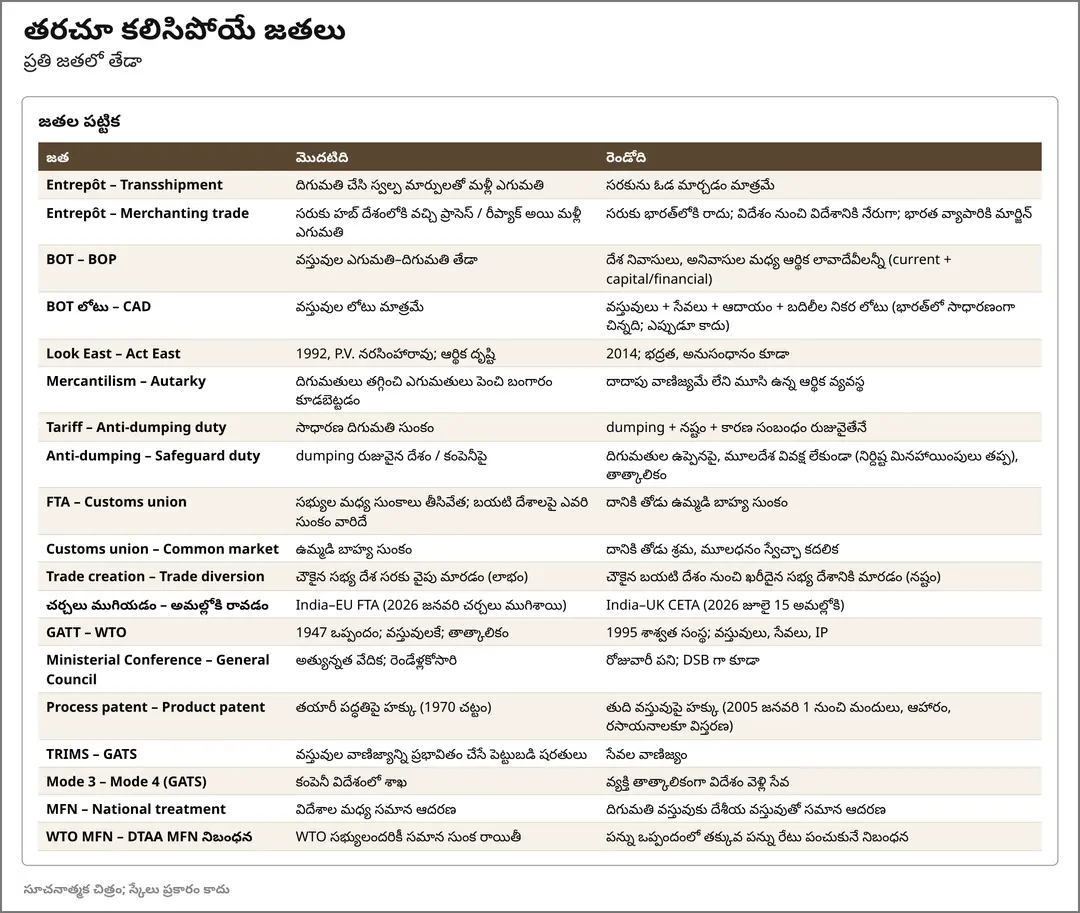 తరచూ కలిసిపోయే జతలు
ప్రతి జతలో తేడా
జతల పట్టిక
జత మొదటిది రెండోది
Entrepôt – Transshipment దిగుమతి చేసి స్వల్ప మార్పులతో మళ్లీ ఎగుమతి సరకును ఓడ మార్చడం మాత్రమే
Entrepôt – Merchanting trade సరుకు హబ్ దేశంలోకి వచ్చి ప్రాసెస్ / రీప్యాక్ అయి మళ్లీ సరుకు భారత్‌లోకి రాదు; విదేశం నుంచి విదేశానికి నేరుగా; భారత వ్యాపారికి మార్జిన్
ఎగుమతి
BOT – BOP వస్తువుల ఎగుమతి–దిగుమతి తేడా దేశ నివాసులు, అనివాసుల మధ్య ఆర్థిక లావాదేవీలన్నీ (current +
capital/financial)
BOT లోటు – CAD వస్తువుల లోటు మాత్రమే వస్తువులు + సేవలు + ఆదాయం + బదిలీల నికర లోటు (భారత్‌లో సాధారణంగా
చిన్నది; ఎప్పుడూ కాదు)
Look East – Act East 1992, P.V. నరసింహారావు; ఆర్థిక దృష్టి 2014; భద్రత, అనుసంధానం కూడా
Mercantilism – Autarky దిగుమతులు తగ్గించి ఎగుమతులు పెంచి బంగారం దాదాపు వాణిజ్యమే లేని మూసి ఉన్న ఆర్థిక వ్యవస్థ
కూడబెట్టడం
Tariff – Anti-dumping duty సాధారణ దిగుమతి సుంకం dumping + నష్టం + కారణ సంబంధం రుజువైతేనే
Anti-dumping – Safeguard duty dumping రుజువైన దేశం / కంపెనీపై దిగుమతుల ఉప్పెనపై, మూలదేశ వివక్ష లేకుండా (నిర్దిష్ట మినహాయింపులు తప్ప),
తాత్కాలికం
FTA – Customs union సభ్యుల మధ్య సుంకాలు తీసివేత; బయటి దేశాలపై ఎవరి దానికి తోడు ఉమ్మడి బాహ్య సుంకం
సుంకం వారిదే
Customs union – Common market ఉమ్మడి బాహ్య సుంకం దానికి తోడు శ్రమ, మూలధనం స్వేచ్ఛా కదలిక
Trade creation – Trade diversion చౌకైన సభ్య దేశ సరకు వైపు మారడం (లాభం) చౌకైన బయటి దేశం నుంచి ఖరీదైన సభ్య దేశానికి మారడం (నష్టం)
చర్చలు ముగియడం – అమల్లోకి రావడం India–EU FTA (2026 జనవరి చర్చలు ముగిశాయి) India–UK CETA (2026 జూలై 15 అమల్లోకి)
GATT – WTO 1947 ఒప్పందం; వస్తువులకే; తాత్కాలికం 1995 శాశ్వత సంస్థ; వస్తువులు, సేవలు, IP
Ministerial Conference – General అత్యున్నత వేదిక; రెండేళ్లకోసారి రోజువారీ పని; DSB గా కూడా
Council
Process patent – Product patent తయారీ పద్ధతిపై హక్కు (1970 చట్టం) తుది వస్తువుపై హక్కు (2005 జనవరి 1 నుంచి మందులు, ఆహారం,
రసాయనాలకూ విస్తరణ)
TRIMS – GATS వస్తువుల వాణిజ్యాన్ని ప్రభావితం చేసే పెట్టుబడి షరతులు సేవల వాణిజ్యం
Mode 3 – Mode 4 (GATS) కంపెనీ విదేశంలో శాఖ వ్యక్తి తాత్కాలికంగా విదేశం వెళ్లి సేవ
MFN – National treatment విదేశాల మధ్య సమాన ఆదరణ దిగుమతి వస్తువుకు దేశీయ వస్తువుతో సమాన ఆదరణ
WTO MFN – DTAA MFN నిబంధన WTO సభ్యులందరికీ సమాన సుంక రాయితీ పన్ను ఒప్పందంలో తక్కువ పన్ను రేటు పంచుకునే నిబంధన
సూచనాత్మక చిత్రం; స్కేలు ప్రకారం కాదు